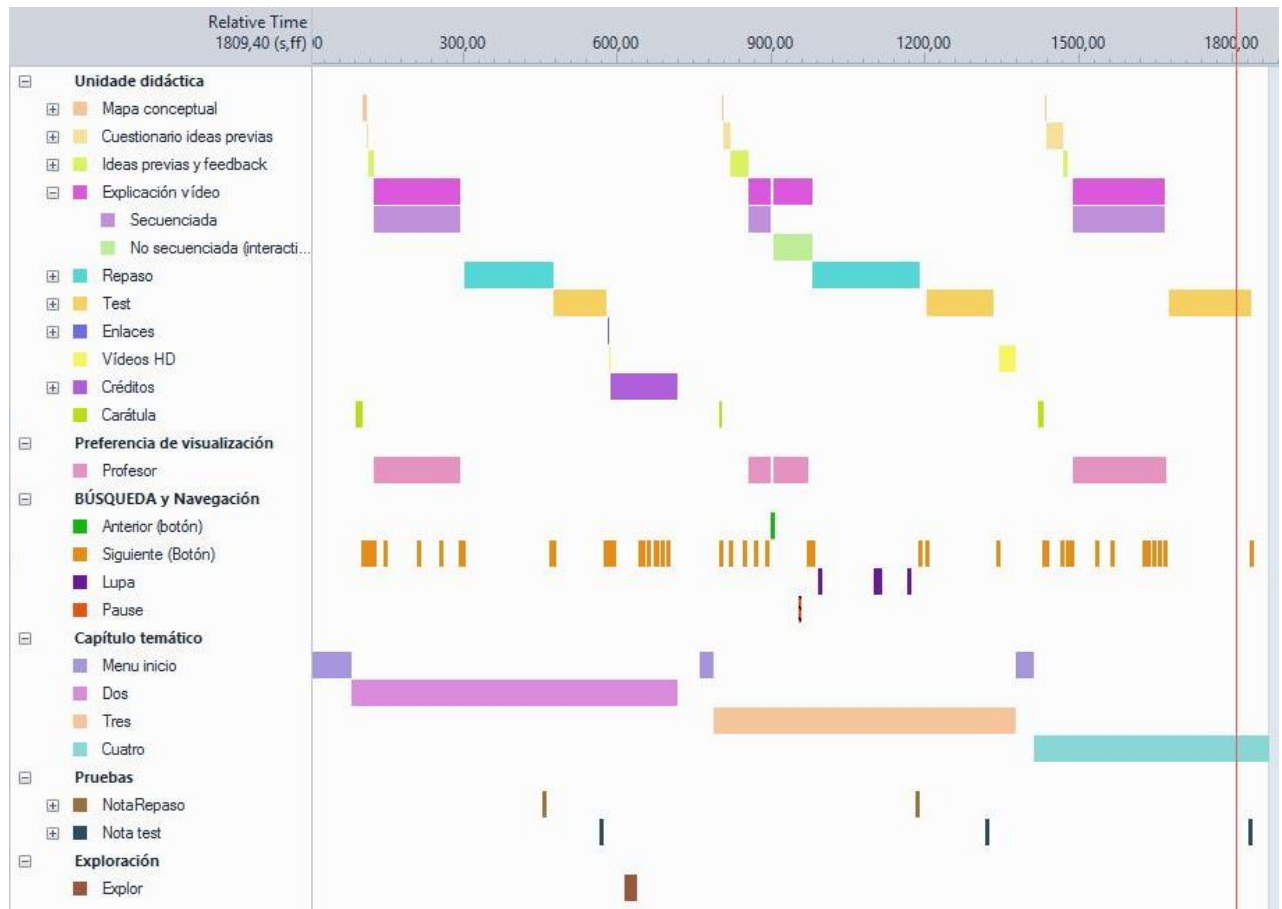 Relative Time
1809,40 (s,ff) 00 300,00 600,00 900,00 1200,00 1500,00 1800,00
Unidade didáctica
Mapa conceptual
Cuestionario ideas previas
Ideas previas y feedback
Explicación vídeo
Secuenciada
No secuenciada (interacti...
Repaso
Test
Enlaces
Vídeos HD
Créditos
Carátula
Preferencia de visualización
Profesor
BÚSQUEDA y Navegación
Anterior (botón)
Siguiente (Botón)
Lupa
Pause
Capítulo temático
Menu inicio
Dos
Tres
Cuatro
Pruebas
NotaRepaso
Nota test
Exploración
Explor